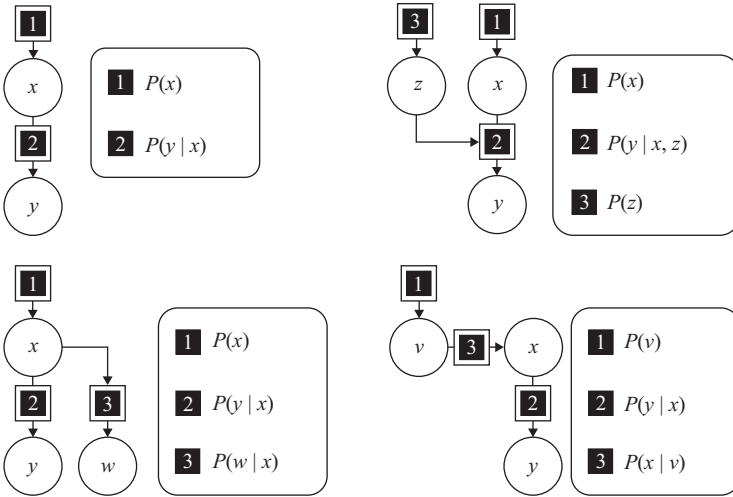 1
x
2
y
1 P(x)
2 P(y | x)
3
1
z
x
2
y
1 P(x)
2 P(y | x, z)
3 P(z)
1
x
2
3
y
w
1 P(x)
2 P(y | x)
3 P(w | x)
1
v
3
x
2
y
1 P(v)
2 P(y | x)
3 P(x | v)